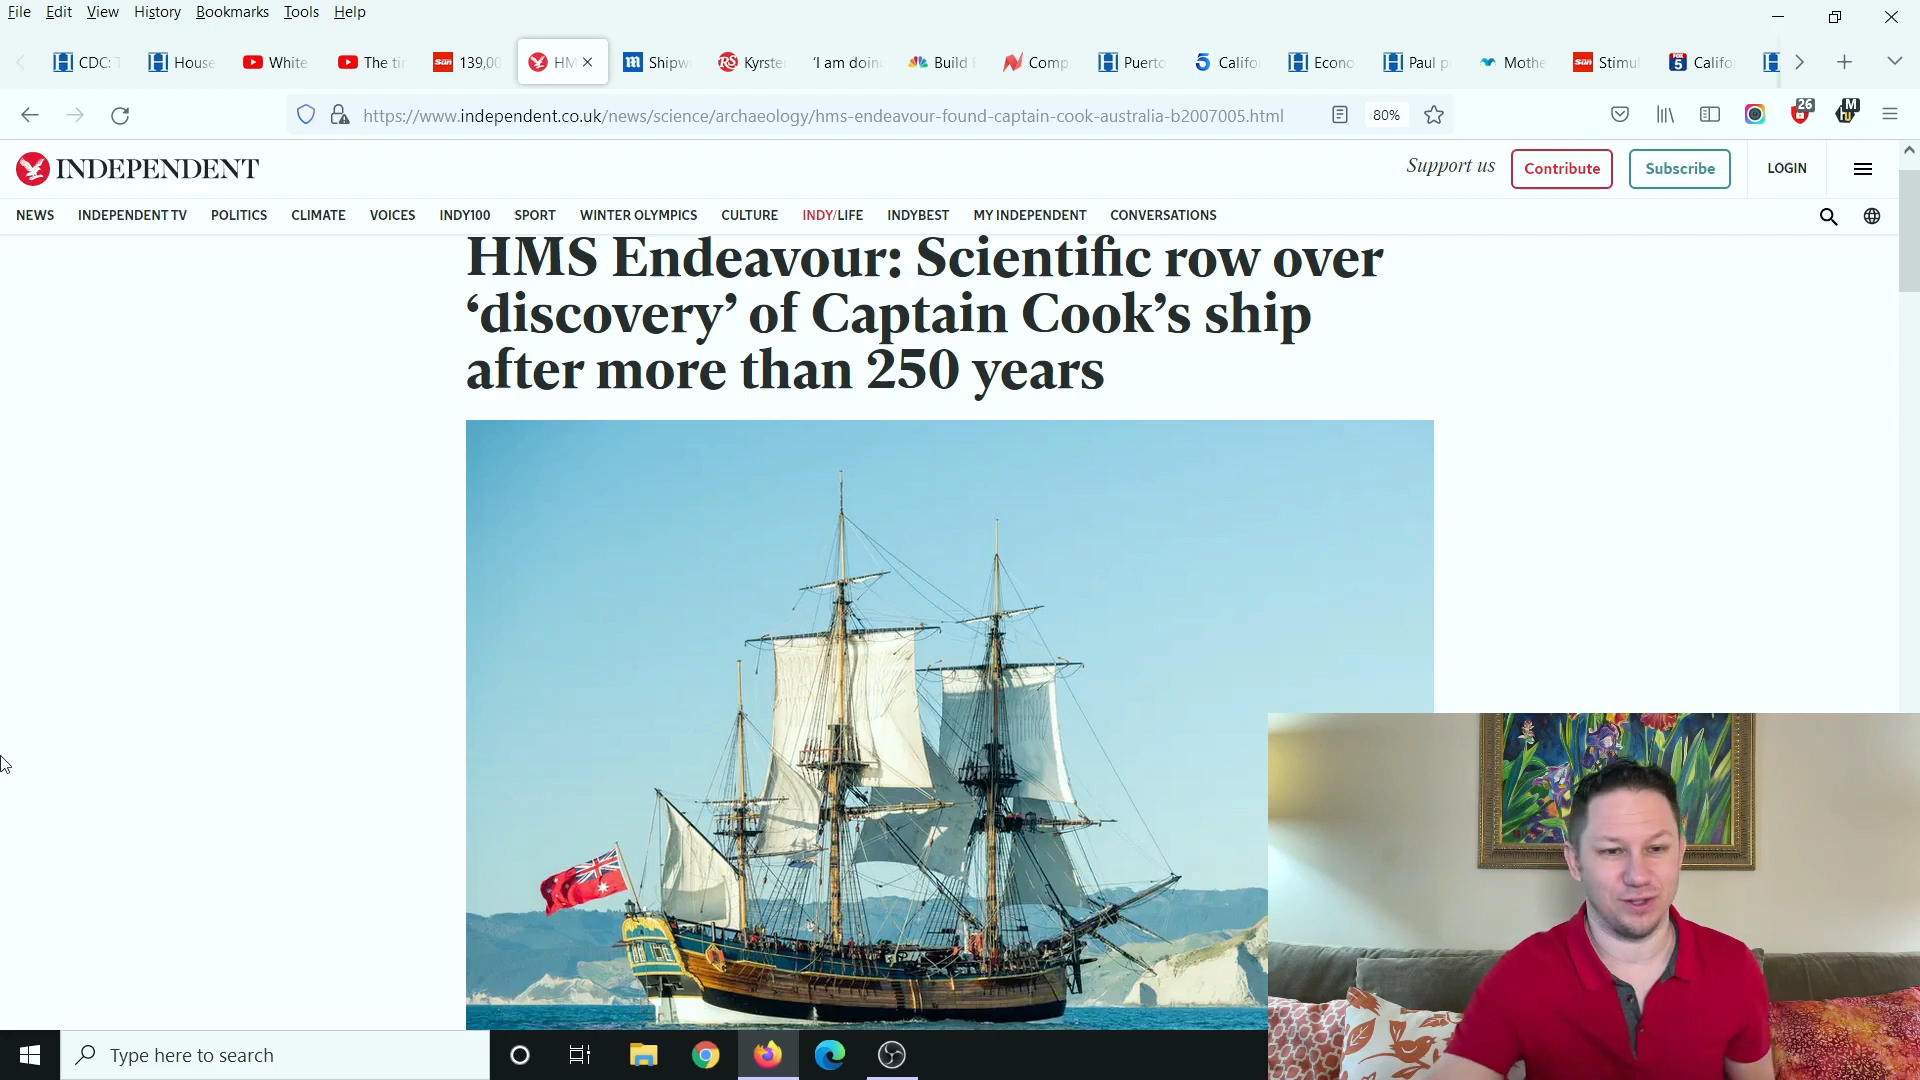 File Edit View History Bookmarks Tools Help
CDC: T House White The ti 139,00 HM Shipw Kyrste 'I am doin Build Comp Puerto Califo Econo Paul p Mothe Stimul Califo
https://www.independent.co.uk/news/science/archaeology/hms-endeavour-found-captain-cook-australia-b2007005.html 80% 26 M
INDEPENDENT Support us Contribute Subscribe LOGIN
NEWS INDEPENDENT TV POLITICS CLIMATE VOICES INDY100 SPORT WINTER OLYMPICS CULTURE INDY/LIFE INDYBEST MY INDEPENDENT CONVERSATIONS
HMS Endeavour: Scientific row over
‘discovery’ of Captain Cook’s ship
after more than 250 years
Type here to search